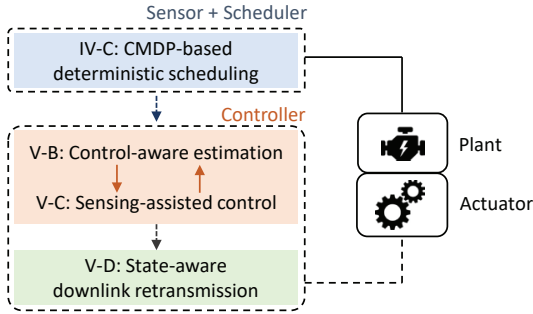 Sensor + Scheduler
IV-C: CMDP-based
deterministic scheduling
Controller
V-B: Control-aware estimation
V-C: Sensing-assisted control
V-D: State-aware
downlink retransmission
Plant
Actuator